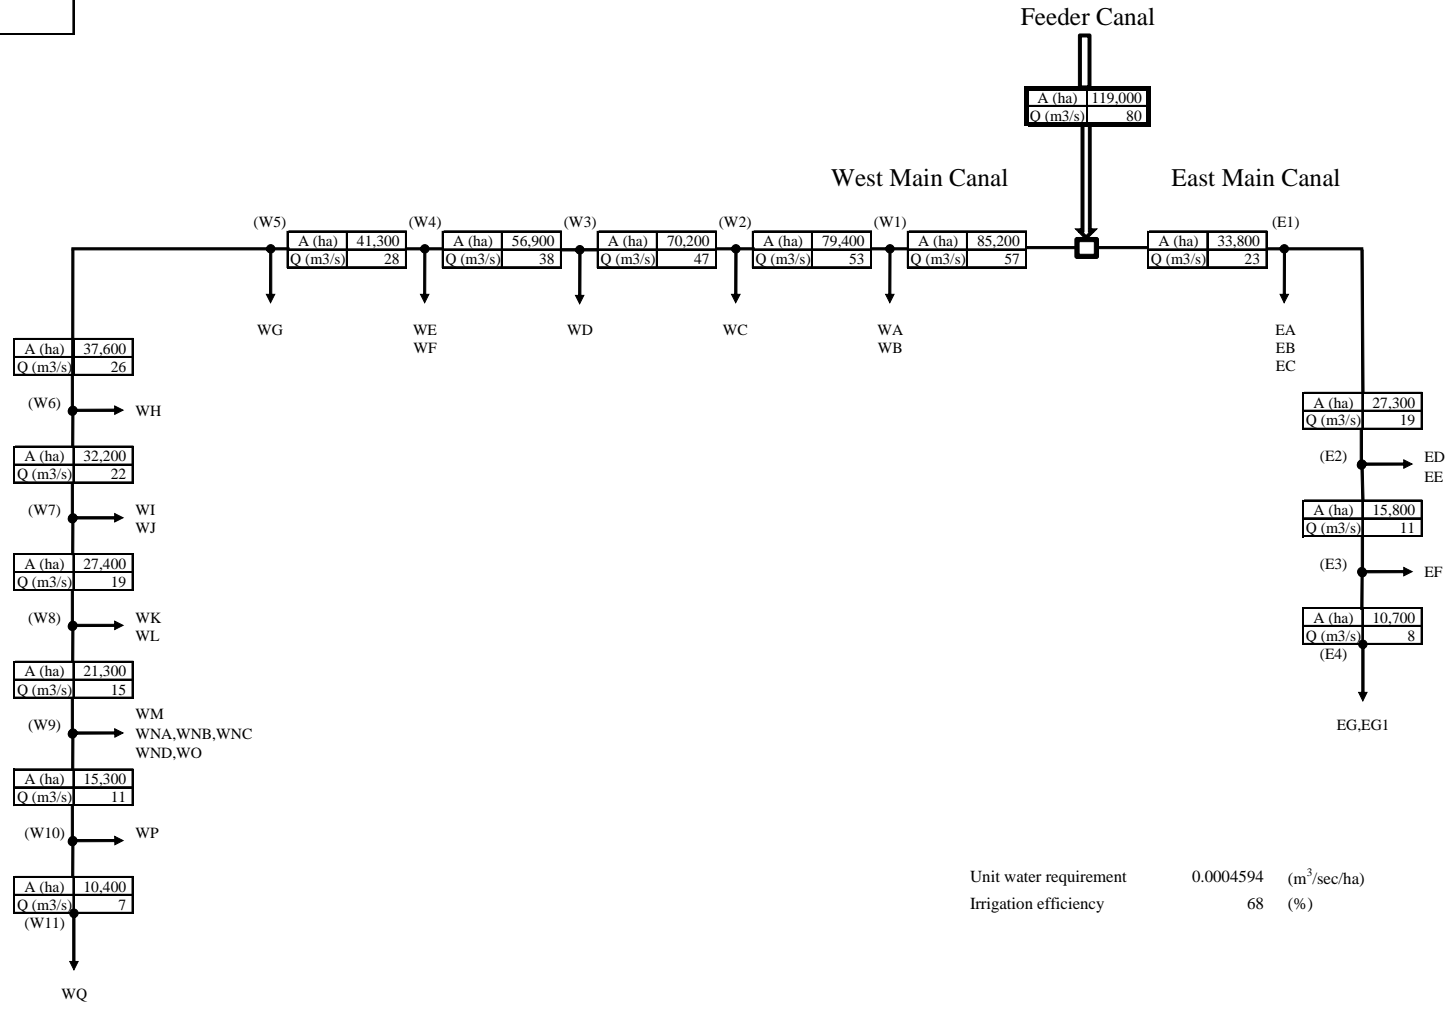 Feeder Canal
A (ha) 119,000
Q (m3/s) 80
West Main Canal
East Main Canal
(W5)
(W4)
(W3)
(W2)
(W1)
(E1)
A (ha) 41,300
Q (m3/s) 28
A (ha) 56,900
Q (m3/s) 38
A (ha) 70,200
Q (m3/s) 47
A (ha) 79,400
Q (m3/s) 53
A (ha) 85,200
Q (m3/s) 57
A (ha) 33,800
Q (m3/s) 23
WG
WE
WF
WD
WC
WA
WB
EA
EB
EC
A (ha) 37,600
Q (m3/s) 26
(W6)
WH
A (ha) 32,200
Q (m3/s) 22
(W7)
WI
WJ
A (ha) 27,400
Q (m3/s) 19
(W8)
WK
WL
A (ha) 21,300
Q (m3/s) 15
(W9)
WM
WNA,WNB,WNC
WND,WO
A (ha) 15,300
Q (m3/s) 11
(W10)
WP
A (ha) 10,400
Q (m3/s) 7
(W11)
WQ
A (ha) 27,300
Q (m3/s) 19
(E2)
ED
EE
A (ha) 15,800
Q (m3/s) 11
(E3)
EF
A (ha) 10,700
Q (m3/s) 8
(E4)
EG,EG1
Unit water requirement 0.0004594 (m³/sec/ha)
Irrigation efficiency 68 (%)